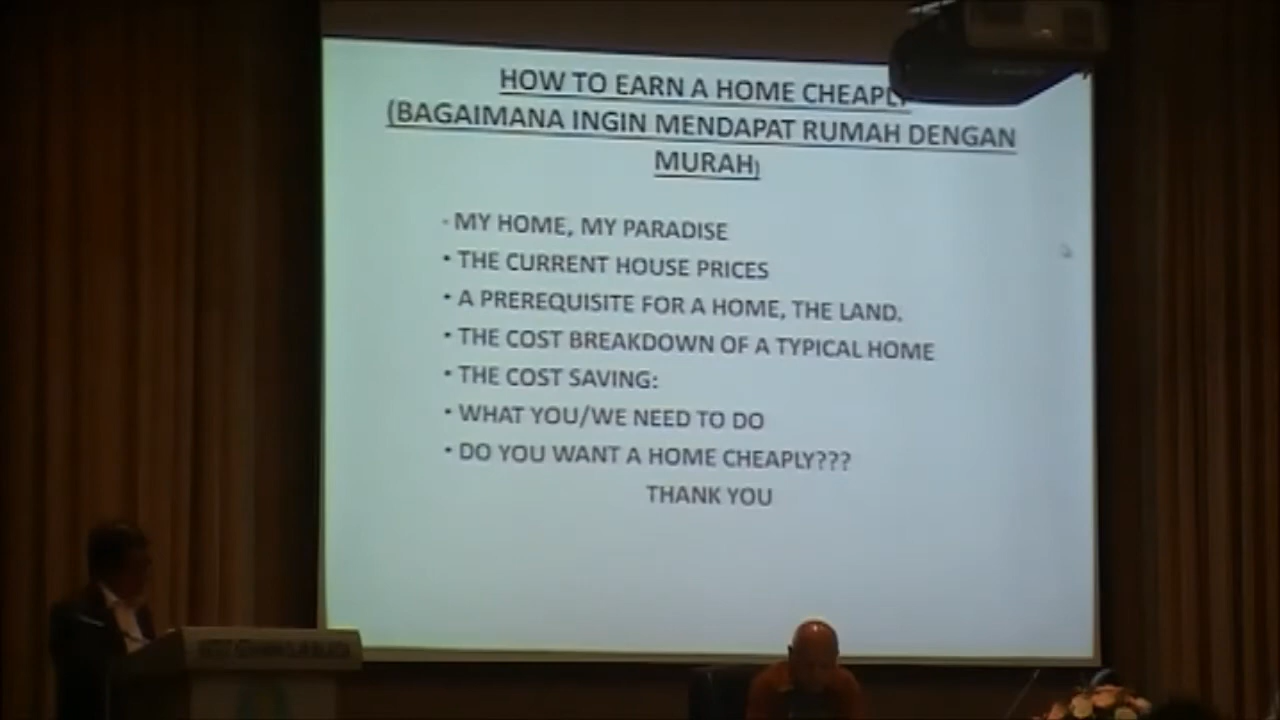 HOW TO EARN A HOME CHEAPLY
(BAGAIMANA INGIN MENDAPAT RUMAH DENGAN
MURAH)
- MY HOME, MY PARADISE
• THE CURRENT HOUSE PRICES
• A PREREQUISITE FOR A HOME, THE LAND.
• THE COST BREAKDOWN OF A TYPICAL HOME
• THE COST SAVING:
• WHAT YOU/WE NEED TO DO
• DO YOU WANT A HOME CHEAPLY???
THANK YOU